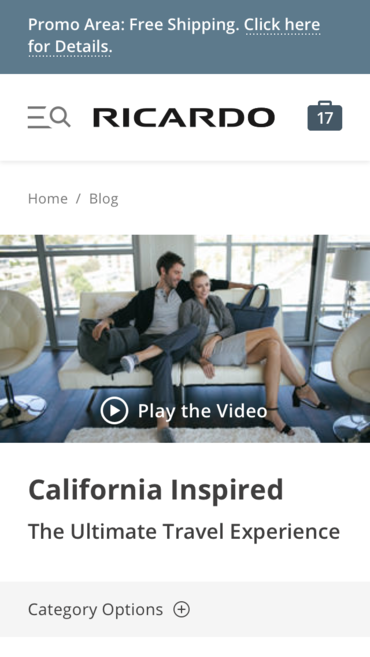 Promo Area: Free Shipping. Click here
for Details.
RICARDO
17
Home / Blog
Play the Video
California Inspired
The Ultimate Travel Experience
Category Options